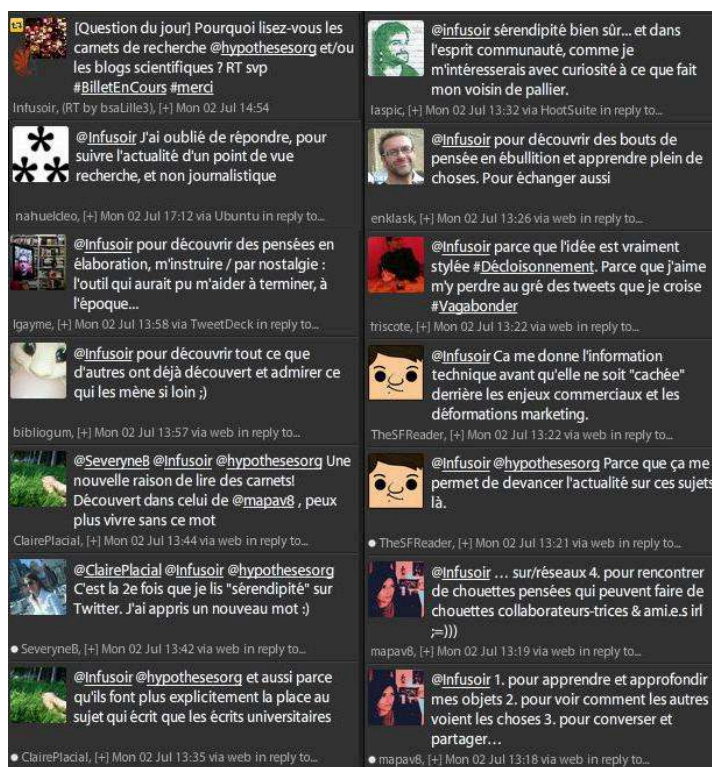 [Question du jour] Pourquoi lisez-vous les
carnets de recherche @hypothesesorg et/ou
les blogs scientifiques ? RT svp
#BilletEnCours #merci
Infusoir, (RT by bsaLille3), [+] Mon 02 Jul 14:54
@Infusoir J'ai oublié de répondre, pour
suivre l'actualité d'un point de vue
recherche, et non journalistique
nahuelcleo, [+] Mon 02 Jul 17:12 via Ubuntu in reply to...
@Infusoir pour découvrir des pensées en
élaboration, m'instruire / par nostalgie :
l'outil qui aurait pu m'aider à terminer, à
l'époque...
lgayme, [+] Mon 02 Jul 13:58 via TweetDeck in reply to...
@Infusoir pour découvrir tout ce que
d'autres ont déjà découvert et admirer ce
qui les mène si loin ;)
bibliogum, [+] Mon 02 Jul 13:57 via web in reply to...
@SeveryneB @Infusoir @hypothesesorg Une
nouvelle raison de lire des carnets!
Découvert dans celui de @mapav8 , peux
plus vivre sans ce mot
ClairePlacial, [+] Mon 02 Jul 13:44 via web in reply to...
@ClairePlacial @Infusoir @hypothesesorg
C'est la 2e fois que je lis "sérendipité" sur
Twitter. J'ai appris un nouveau mot :)
SeveryneB, [+] Mon 02 Jul 13:42 via web in reply to...
@Infusoir @hypothesesorg et aussi parce
qu'ils font plus explicitement la place au
sujet qui écrit que les écrits universitaires
ClairePlacial, [+] Mon 02 Jul 13:35 via web in reply to...
@infusoir sérendipité bien sûr... et dans
l'esprit communauté, comme je
m'intéresserais avec curiosité à ce que fait
mon voisin de pallier.
laspic, [+] Mon 02 Jul 13:32 via HootSuite in reply to...
@Infusoir pour découvrir des bouts de
pensée en ébullition et apprendre plein de
choses. Pour échanger aussi
enklask, [+] Mon 02 Jul 13:26 via web in reply to...
@Infusoir parce que l'idée est vraiment
stylée #Décloisonnement. Parce que j'aime
m'y perdre au gré des tweets que je croise
#Vagabonder
friscote, [+] Mon 02 Jul 13:22 via web in reply to...
@Infusoir Ca me donne l'information
technique avant qu'elle ne soit "cachée"
derrière les enjeux commerciaux et les
déformations marketing.
TheSFReader, [+] Mon 02 Jul 13:22 via web in reply to...
@Infusoir @hypothesesorg Parce que ça me
permet de devancer l'actualité sur ces sujets
là.
TheSFReader, [+] Mon 02 Jul 13:21 via web in reply to...
@Infusoir ... sur/réseaux 4. pour rencontrer
de chouettes pensées qui peuvent faire de
chouettes collaborateurs-trices & ami.e.s irl
;=)))
mapav8, [+] Mon 02 Jul 13:19 via web in reply to...
@Infusoir 1. pour apprendre et approfondir
mes objets 2. pour voir comment les autres
voient les choses 3. pour converser et
partager...
mapav8, [+] Mon 02 Jul 13:18 via web in reply to...